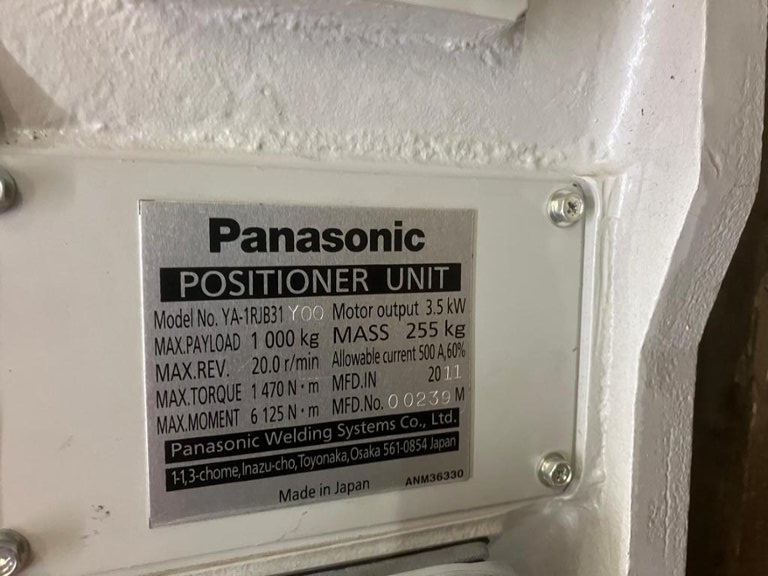 Panasonic
POSITIONER UNIT
Model No. YA-1RJB31 Y00 Motor output 3.5 kW
MAX.PAYLOAD 1 000 kg MASS 255 kg
MAX.REV. 20.0 r/min Allowable current 500 A,60%
MAX.TORQUE 1 470 N·m MFD.IN 2011
MAX.MOMENT 6 125 N·m MFD.No. 00239 M
Panasonic Welding Systems Co., Ltd.
1-1,3-chome,Inazu-cho,Toyonaka,Osaka 561-0854 Japan
Made in Japan ANM36330